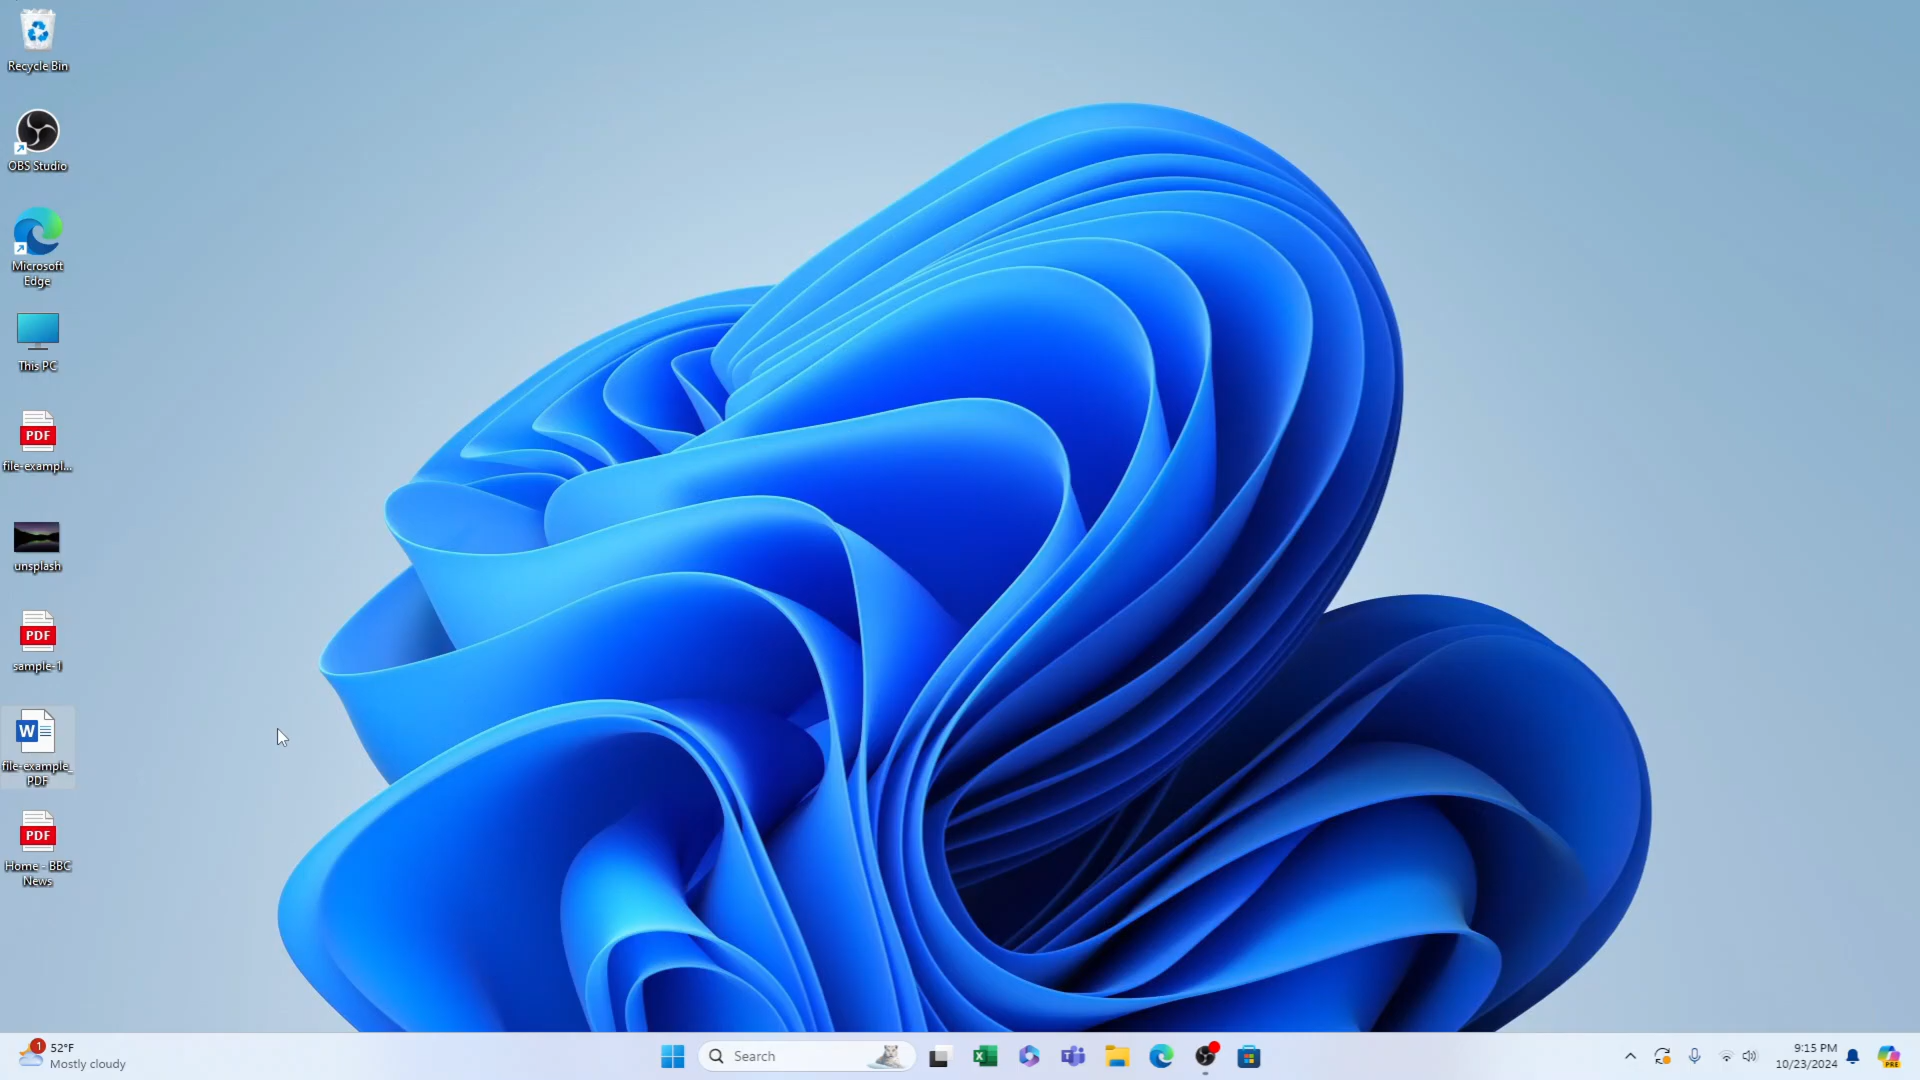 Recycle Bin
OBS Studio
Microsoft
Edge
This PC
PDF
file-exampl...
unsplash
PDF
sample-1
W
file-example_
PDF
PDF
Home - BBC
News
1
52°F
Mostly cloudy
Search
9:15 PM
10/23/2024
PRE